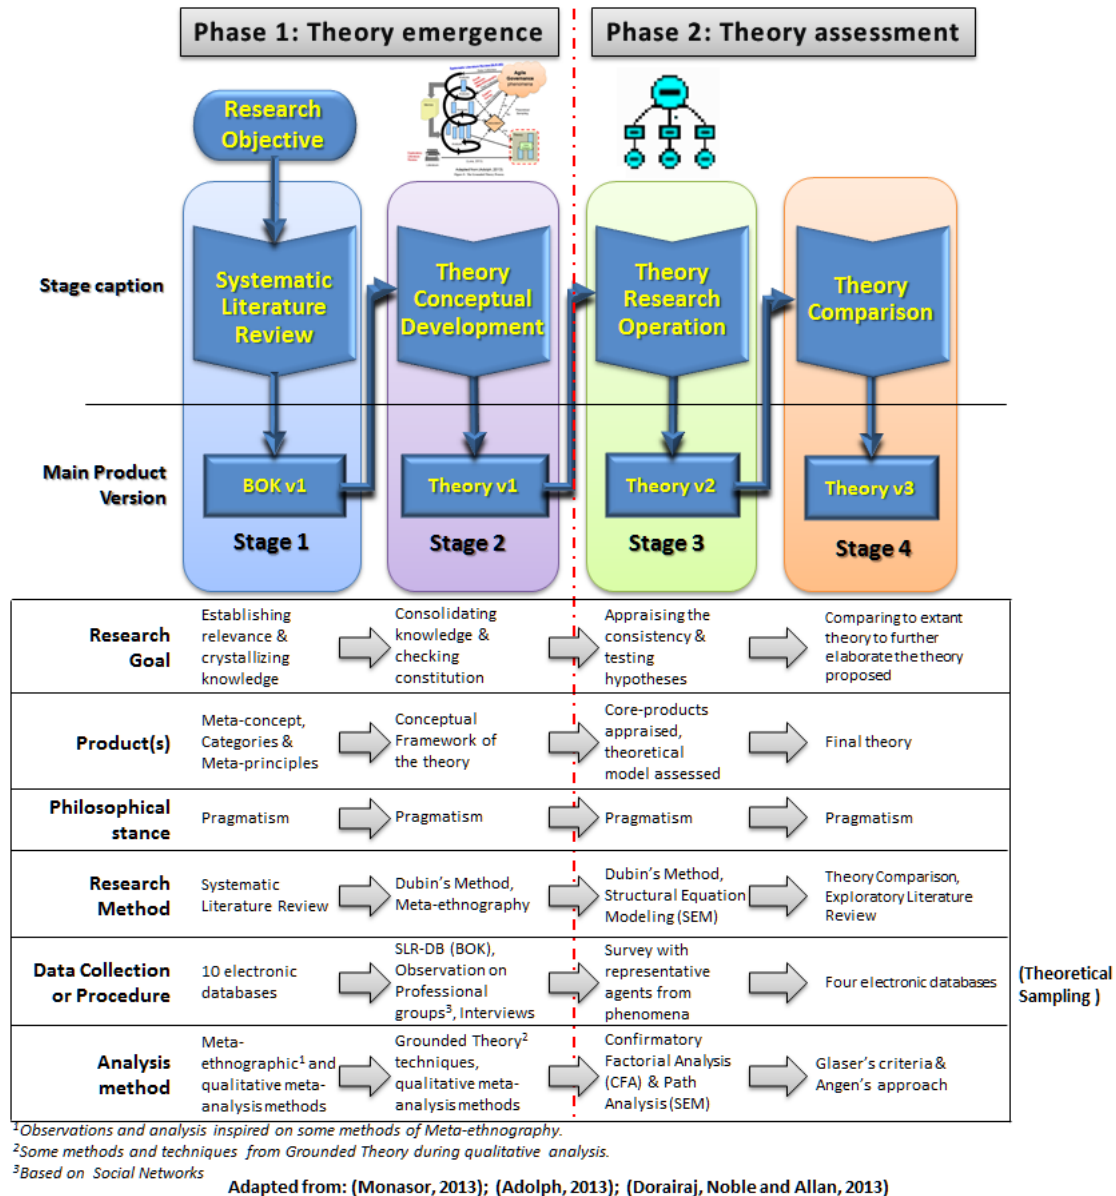 Phase 1: Theory emergence
Phase 2: Theory assessment
Research
Objective
Agile
Governance
phenomena
Adapted from (Adolph, 2013)
Stage caption
Systematic
Literature
Review
Theory
Conceptual
Development
Theory
Research
Operation
Theory
Comparison
Main Product
Version
BOK v1
Theory v1
Theory v2
Theory v3
Stage 1
Stage 2
Stage 3
Stage 4
Research
Goal
Establishing
relevance &
crystallizing
knowledge
Consolidating
knowledge &
checking
constitution
Appraising the
consistency &
testing
hypotheses
Comparing to extant
theory to further
elaborate the theory
proposed
Product(s)
Meta-concept,
Categories &
Meta-principles
Conceptual
Framework of
the theory
Core-products
appraised,
theoretical
model assessed
Final theory
Philosophical
stance
Pragmatism
Pragmatism
Pragmatism
Pragmatism
Research
Method
Systematic
Literature Review
Dubin's Method,
Meta-ethnography
Dubin's Method,
Structural Equation
Modeling (SEM)
Theory Comparison,
Exploratory Literature
Review
Data Collection
or Procedure
10 electronic
databases
SLR-DB (BOK),
Observation on
Professional
groups³, Interviews
Survey with
representative
agents from
phenomena
Four electronic databases
(Theoretical
Sampling )
Analysis
method
Meta-
ethnographic¹ and
qualitative meta-
analysis methods
Grounded Theory²
techniques,
qualitative meta-
analysis methods
Confirmatory
Factorial Analysis
(CFA) & Path
Analysis (SEM)
Glaser's criteria &
Angen's approach
¹Observations and analysis inspired on some methods of Meta-ethnography.
²Some methods and techniques from Grounded Theory during qualitative analysis.
³Based on Social Networks
Adapted from: (Monasor, 2013); (Adolph, 2013); (Dorairaj, Noble and Allan, 2013)